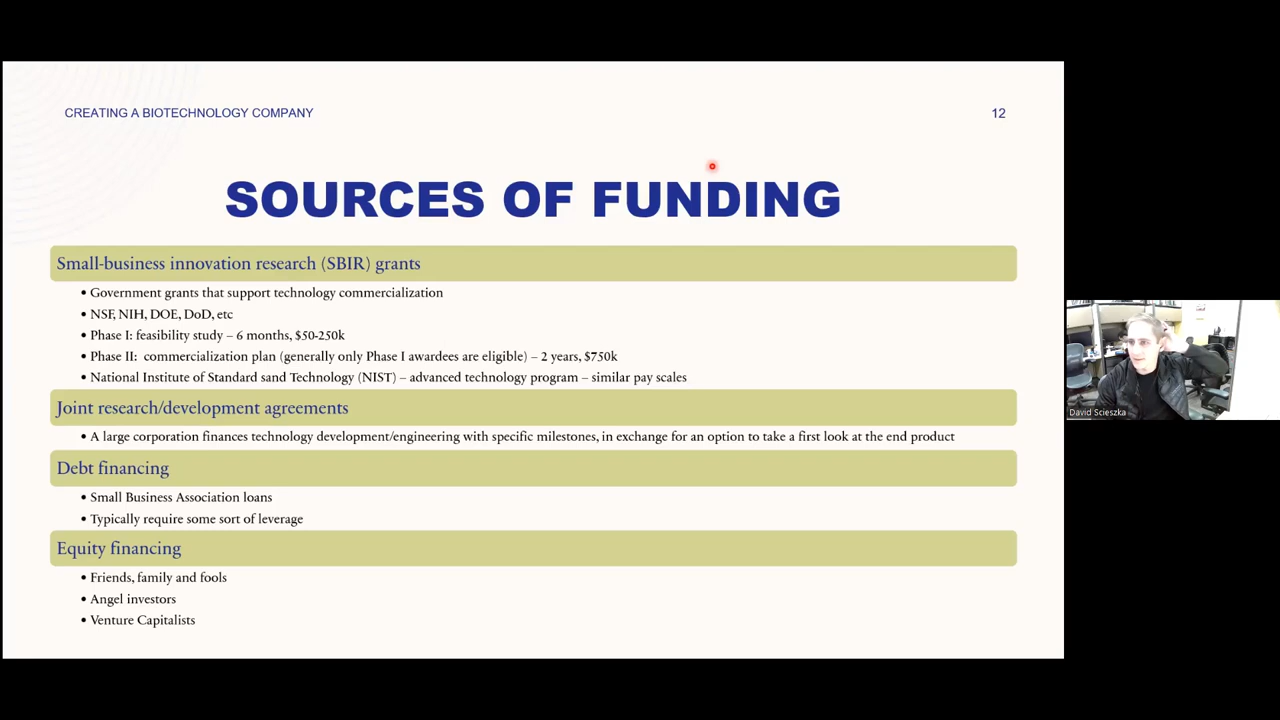 CREATING A BIOTECHNOLOGY COMPANY
12
SOURCES OF FUNDING
Small-business innovation research (SBIR) grants
• Government grants that support technology commercialization
• NSF, NIH, DOE, DoD, etc
• Phase I: feasibility study – 6 months, $50-250k
• Phase II: commercialization plan (generally only Phase I awardees are eligible) – 2 years, $750k
• National Institute of Standard sand Technology (NIST) – advanced technology program – similar pay scales
Joint research/development agreements
• A large corporation finances technology development/engineering with specific milestones, in exchange for an option to take a first look at the end product
Debt financing
• Small Business Association loans
• Typically require some sort of leverage
Equity financing
• Friends, family and fools
• Angel investors
• Venture Capitalists
David Scieszka